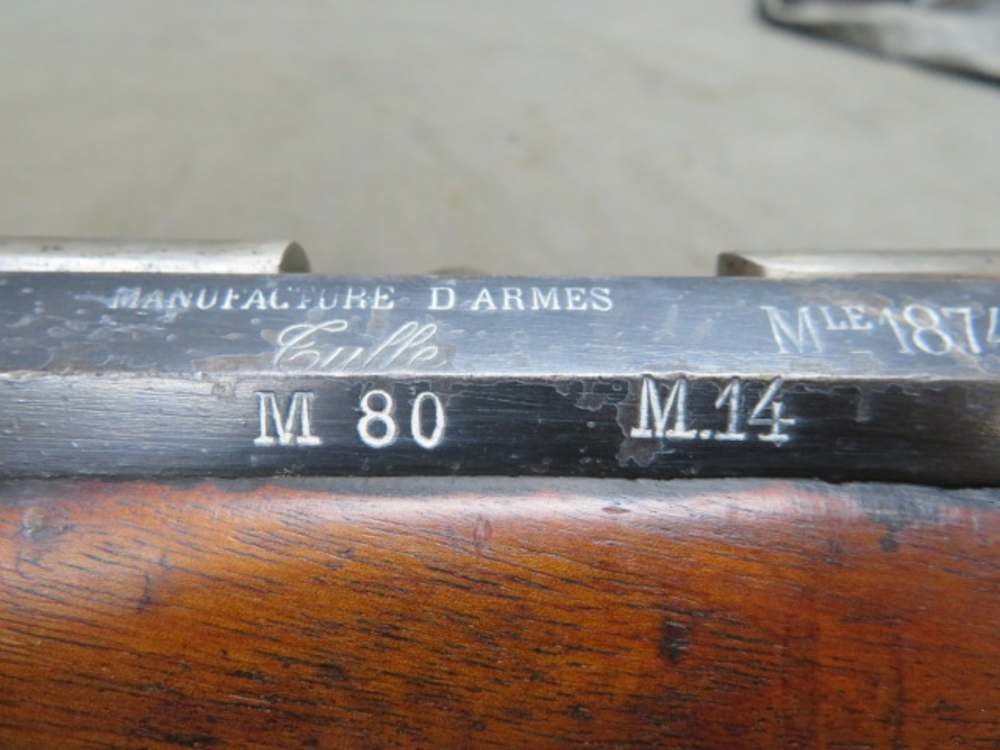 MANUFACTURE D'ARMES
Tulle
MLE 1874
M 80
M.14